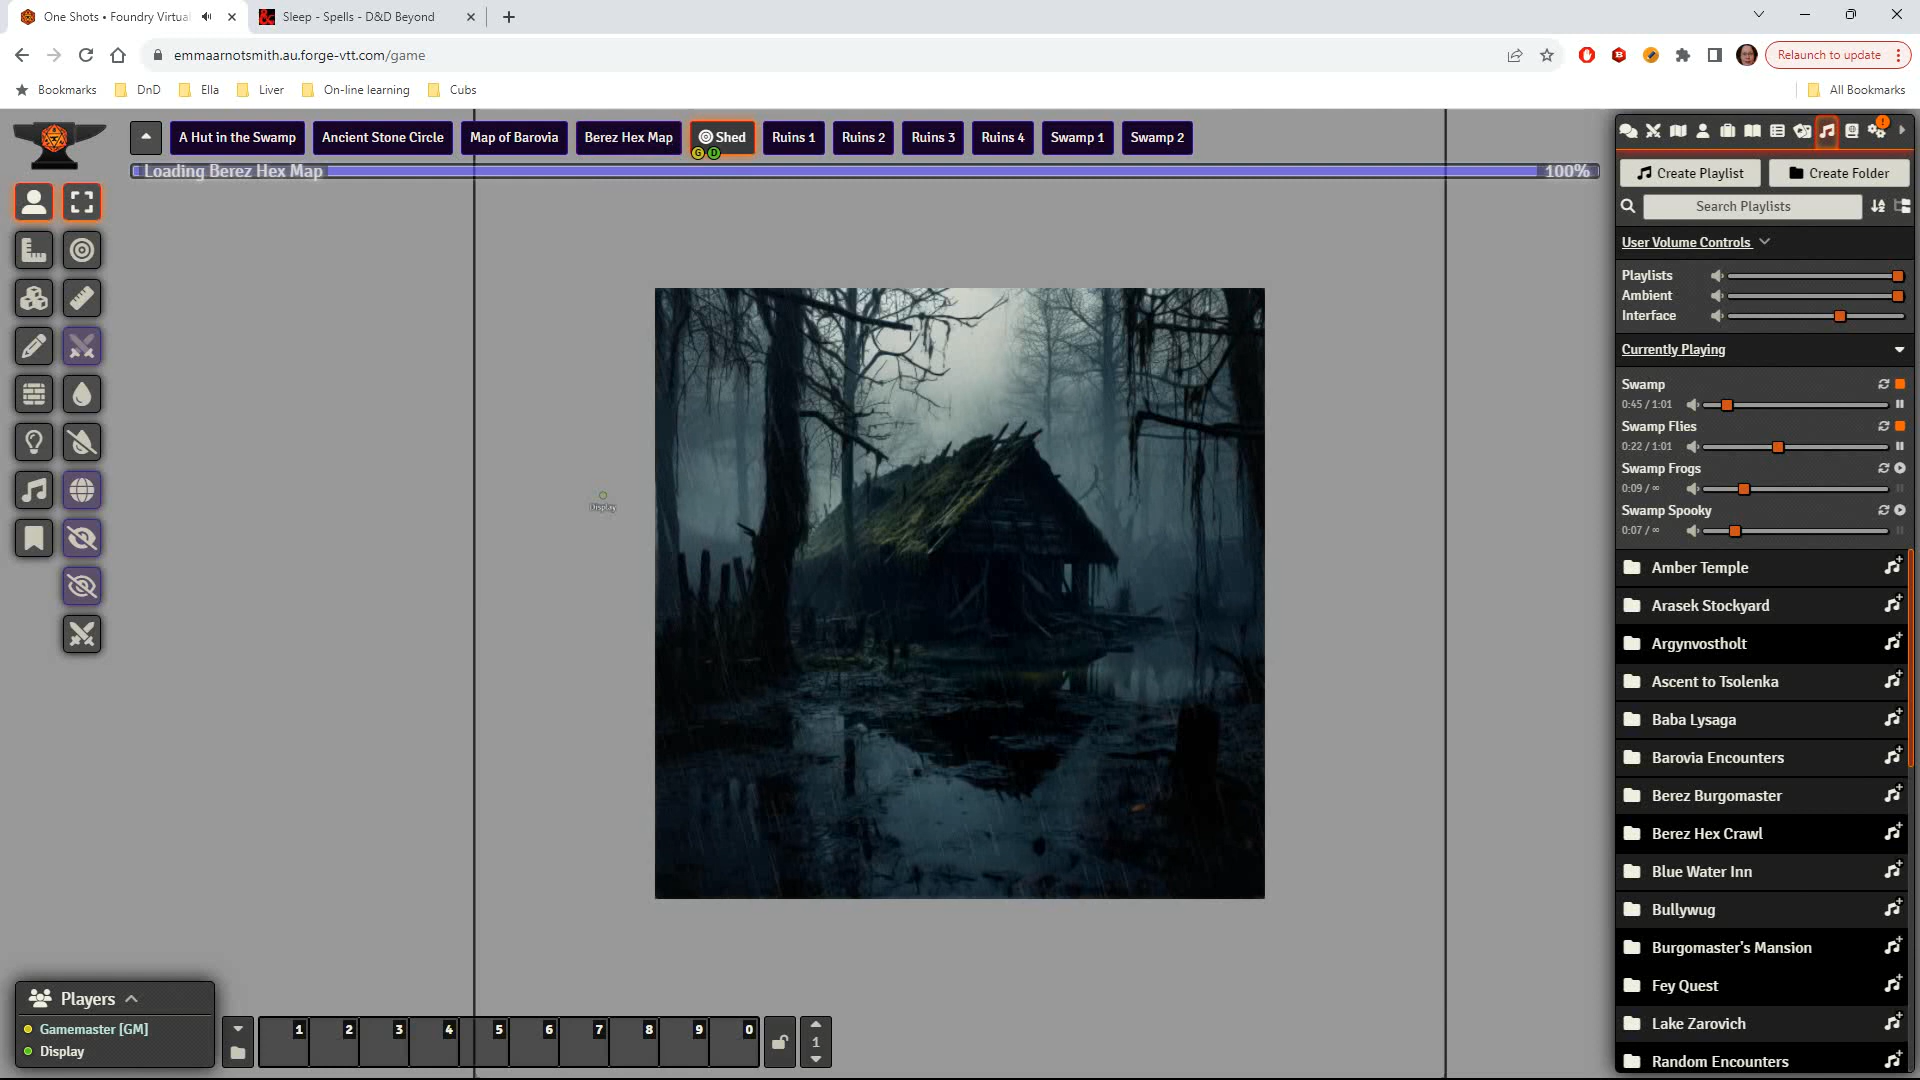 One Shots • Foundry Virtual
Sleep - Spells - D&D Beyond
emmaarnotsmith.au.forge-vtt.com/game
Relaunch to update
Bookmarks
DnD
Ella
Liver
On-line learning
Cubs
All Bookmarks
A Hut in the Swamp
Ancient Stone Circle
Map of Barovia
Berez Hex Map
Shed
G D
Ruins 1
Ruins 2
Ruins 3
Ruins 4
Swamp 1
Swamp 2
Loading Berez Hex Map
100%
Display
Create Playlist
Create Folder
Search Playlists
User Volume Controls
Playlists
Ambient
Interface
Currently Playing
Swamp
0:45 / 1:01
Swamp Flies
0:22 / 1:01
Swamp Frogs
0:09 / ∞
Swamp Spooky
0:07 / ∞
Amber Temple
Arasek Stockyard
Argynvostholt
Ascent to Tsolenka
Baba Lysaga
Barovia Encounters
Berez Burgomaster
Berez Hex Crawl
Blue Water Inn
Bullywug
Burgomaster's Mansion
Fey Quest
Lake Zarovich
Random Encounters
Players
Gamemaster [GM]
Display
1 2 3 4 5 6 7 8 9 0
1